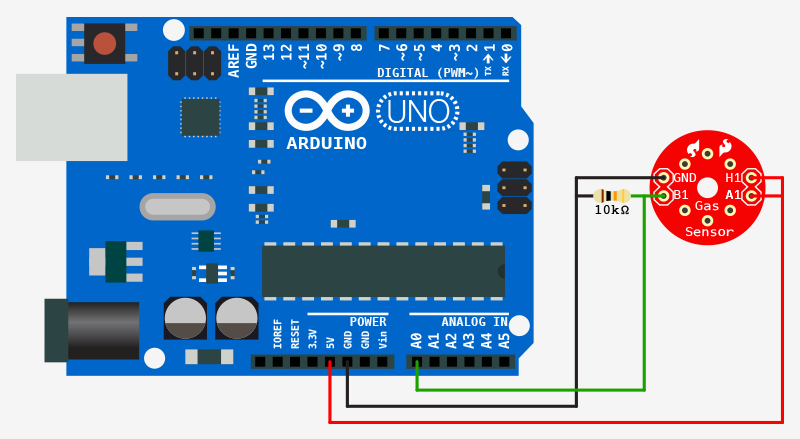 AREF
GND
13
12
~11
~10
~9
8
7
~6
~5
4
~3
2
TX→1
RX←0
DIGITAL (PWM~)
UNO
ARDUINO
GND
H1
B1
A1
Gas
Sensor
10kΩ
POWER
ANALOG IN
IOREF
RESET
3.3V
5V
GND
GND
Vin
A0
A1
A2
A3
A4
A5